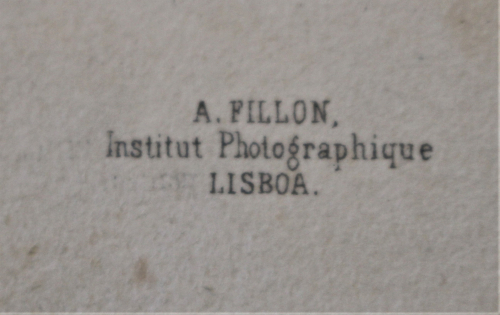 A. FILLON,
Institut Photographique
LISBOA.